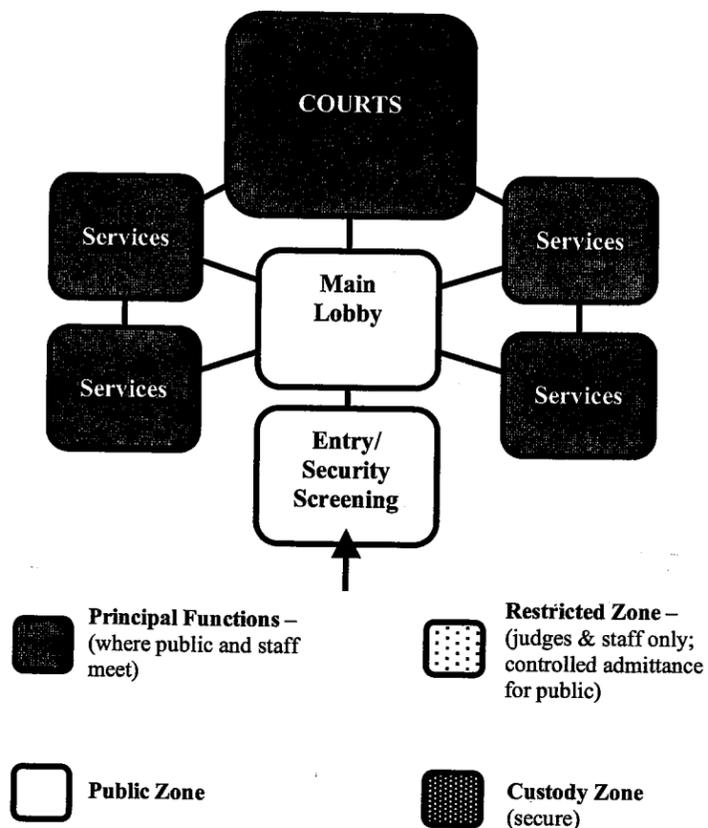 COURTS
Services
Services
Main
Lobby
Services
Services
Entry/
Security
Screening
Principal Functions –
(where public and staff
meet)
Restricted Zone –
(judges & staff only;
controlled admittance
for public)
Public Zone
Custody Zone
(secure)